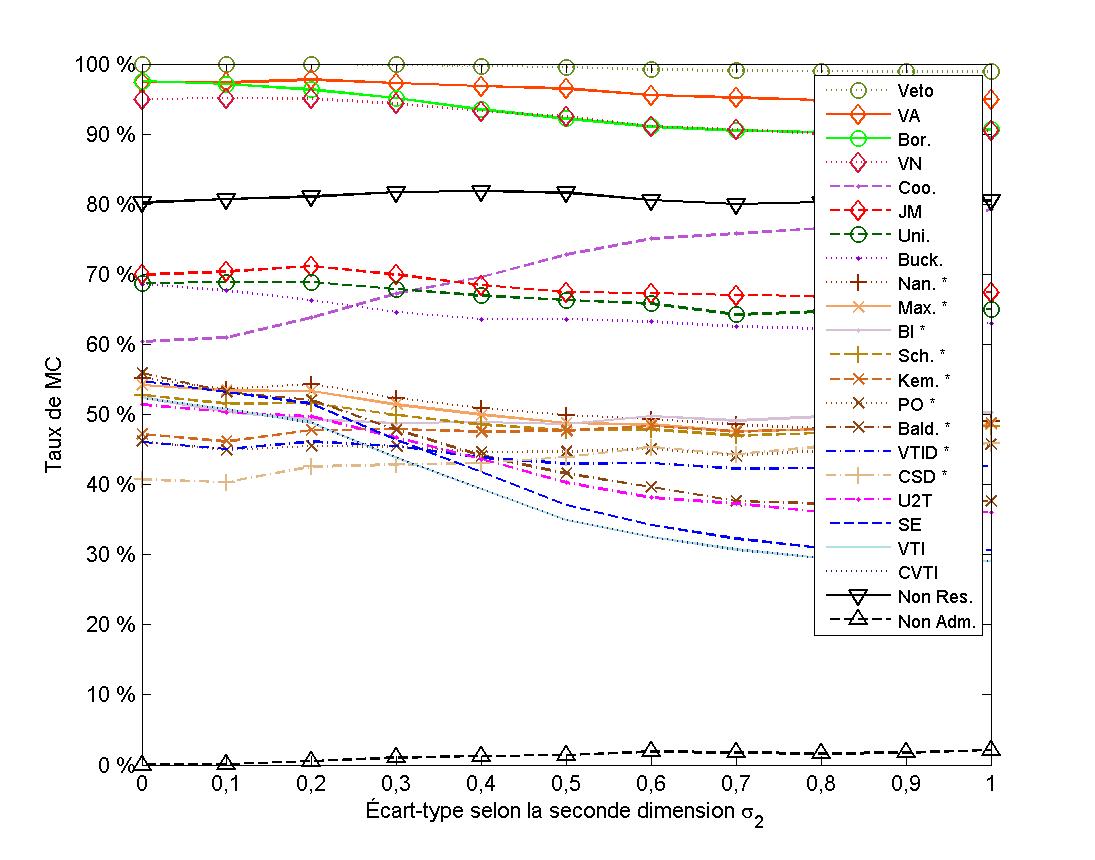 Taux de MC
100 %
90 %
80 %
70 %
60 %
50 %
40 %
30 %
20 %
10 %
0 %
0 0,1 0,2 0,3 0,4 0,5 0,6 0,7 0,8 0,9 1
Écart-type selon la seconde dimension σ2
Veto
VA
Bor.
VN
Coo.
JM
Uni.
Buck.
Nan. *
Max. *
BI *
Sch. *
Kem. *
PO *
Bald. *
VTID *
CSD *
U2T
SE
VTI
CVTI
Non Res.
Non Adm.